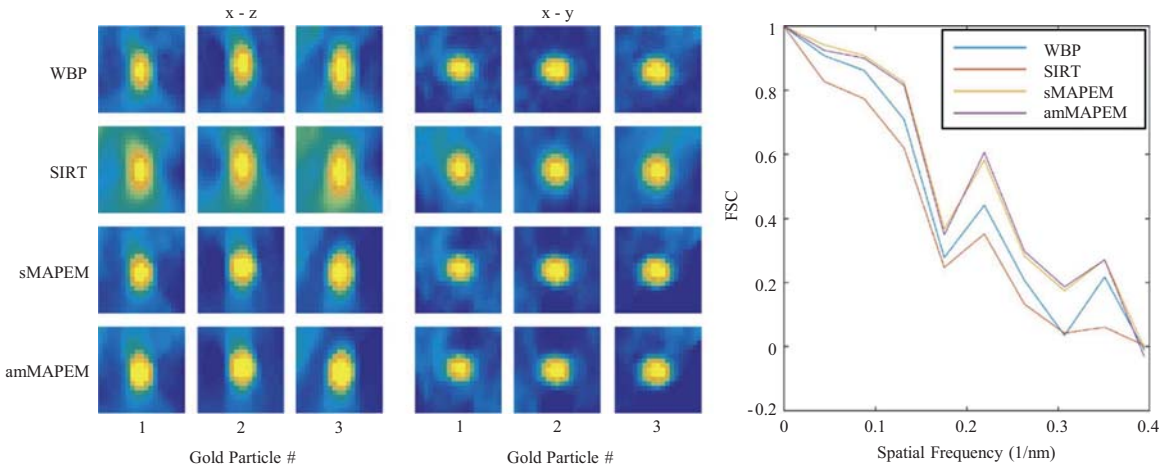 x - z
x - y
WBP
SIRT
sMAPEM
amMAPEM
1 2 3
1 2 3
Gold Particle #
Gold Particle #
1
0.8
0.6
0.4
0.2
0
-0.2
FSC
WBP
SIRT
sMAPEM
amMAPEM
0 0.1 0.2 0.3 0.4
Spatial Frequency (1/nm)